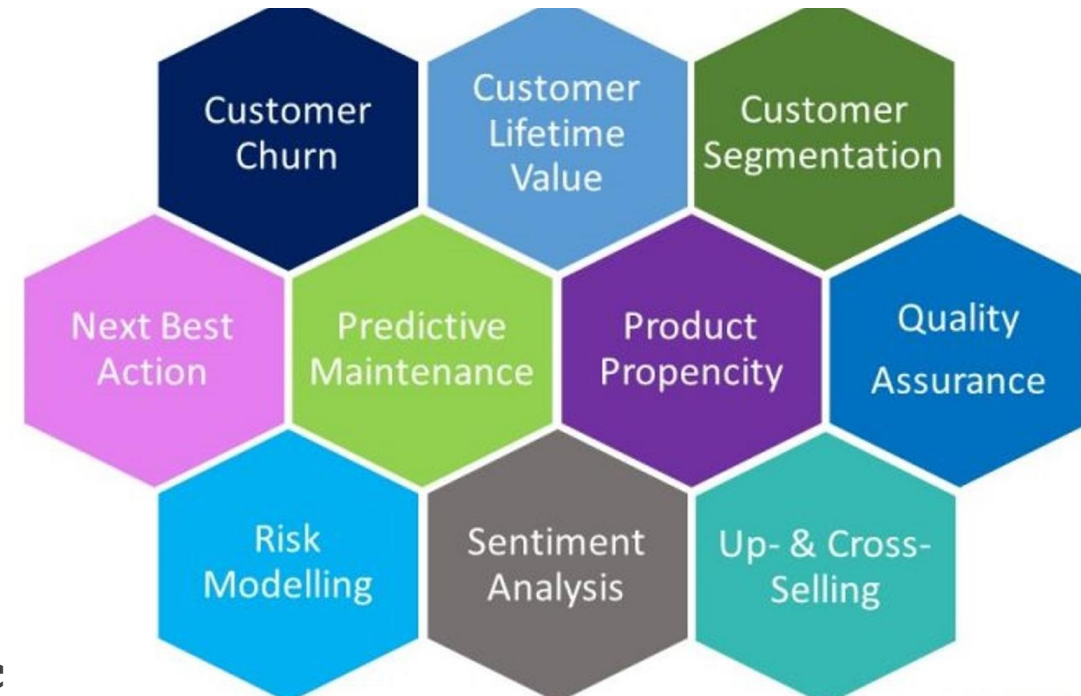 Customer
Churn
Customer
Lifetime
Value
Customer
Segmentation
Next Best
Action
Predictive
Maintenance
Product
Propencity
Quality
Assurance
Risk
Modelling
Sentiment
Analysis
Up- & Cross-
Selling